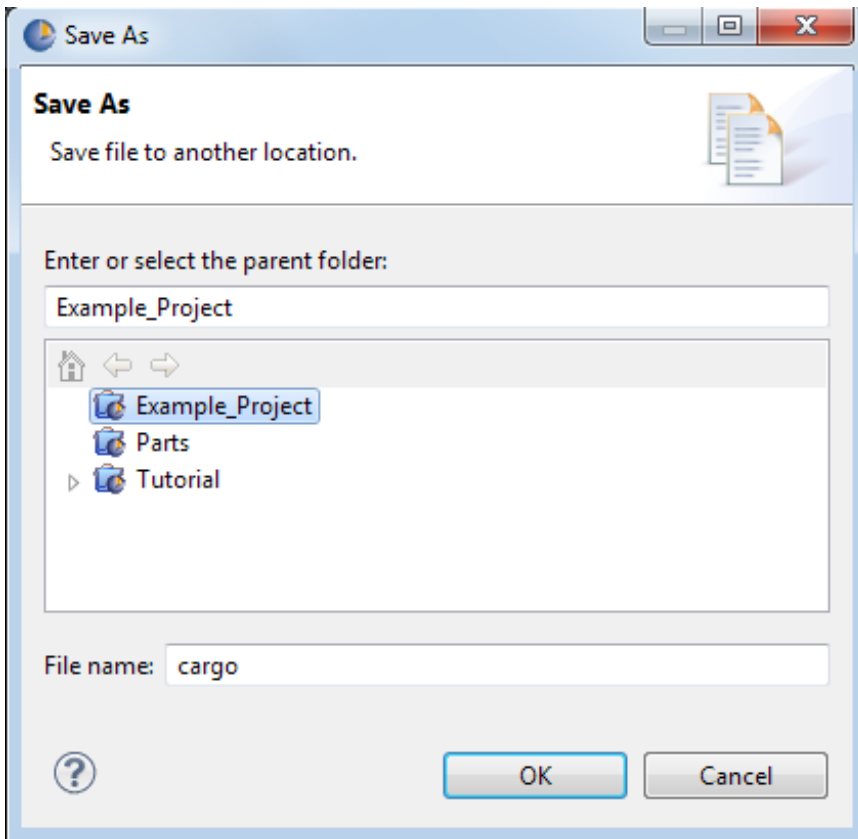 Save As
Save As
Save file to another location.
Enter or select the parent folder:
Example_Project
Example_Project
Parts
Tutorial
File name: cargo
OK Cancel